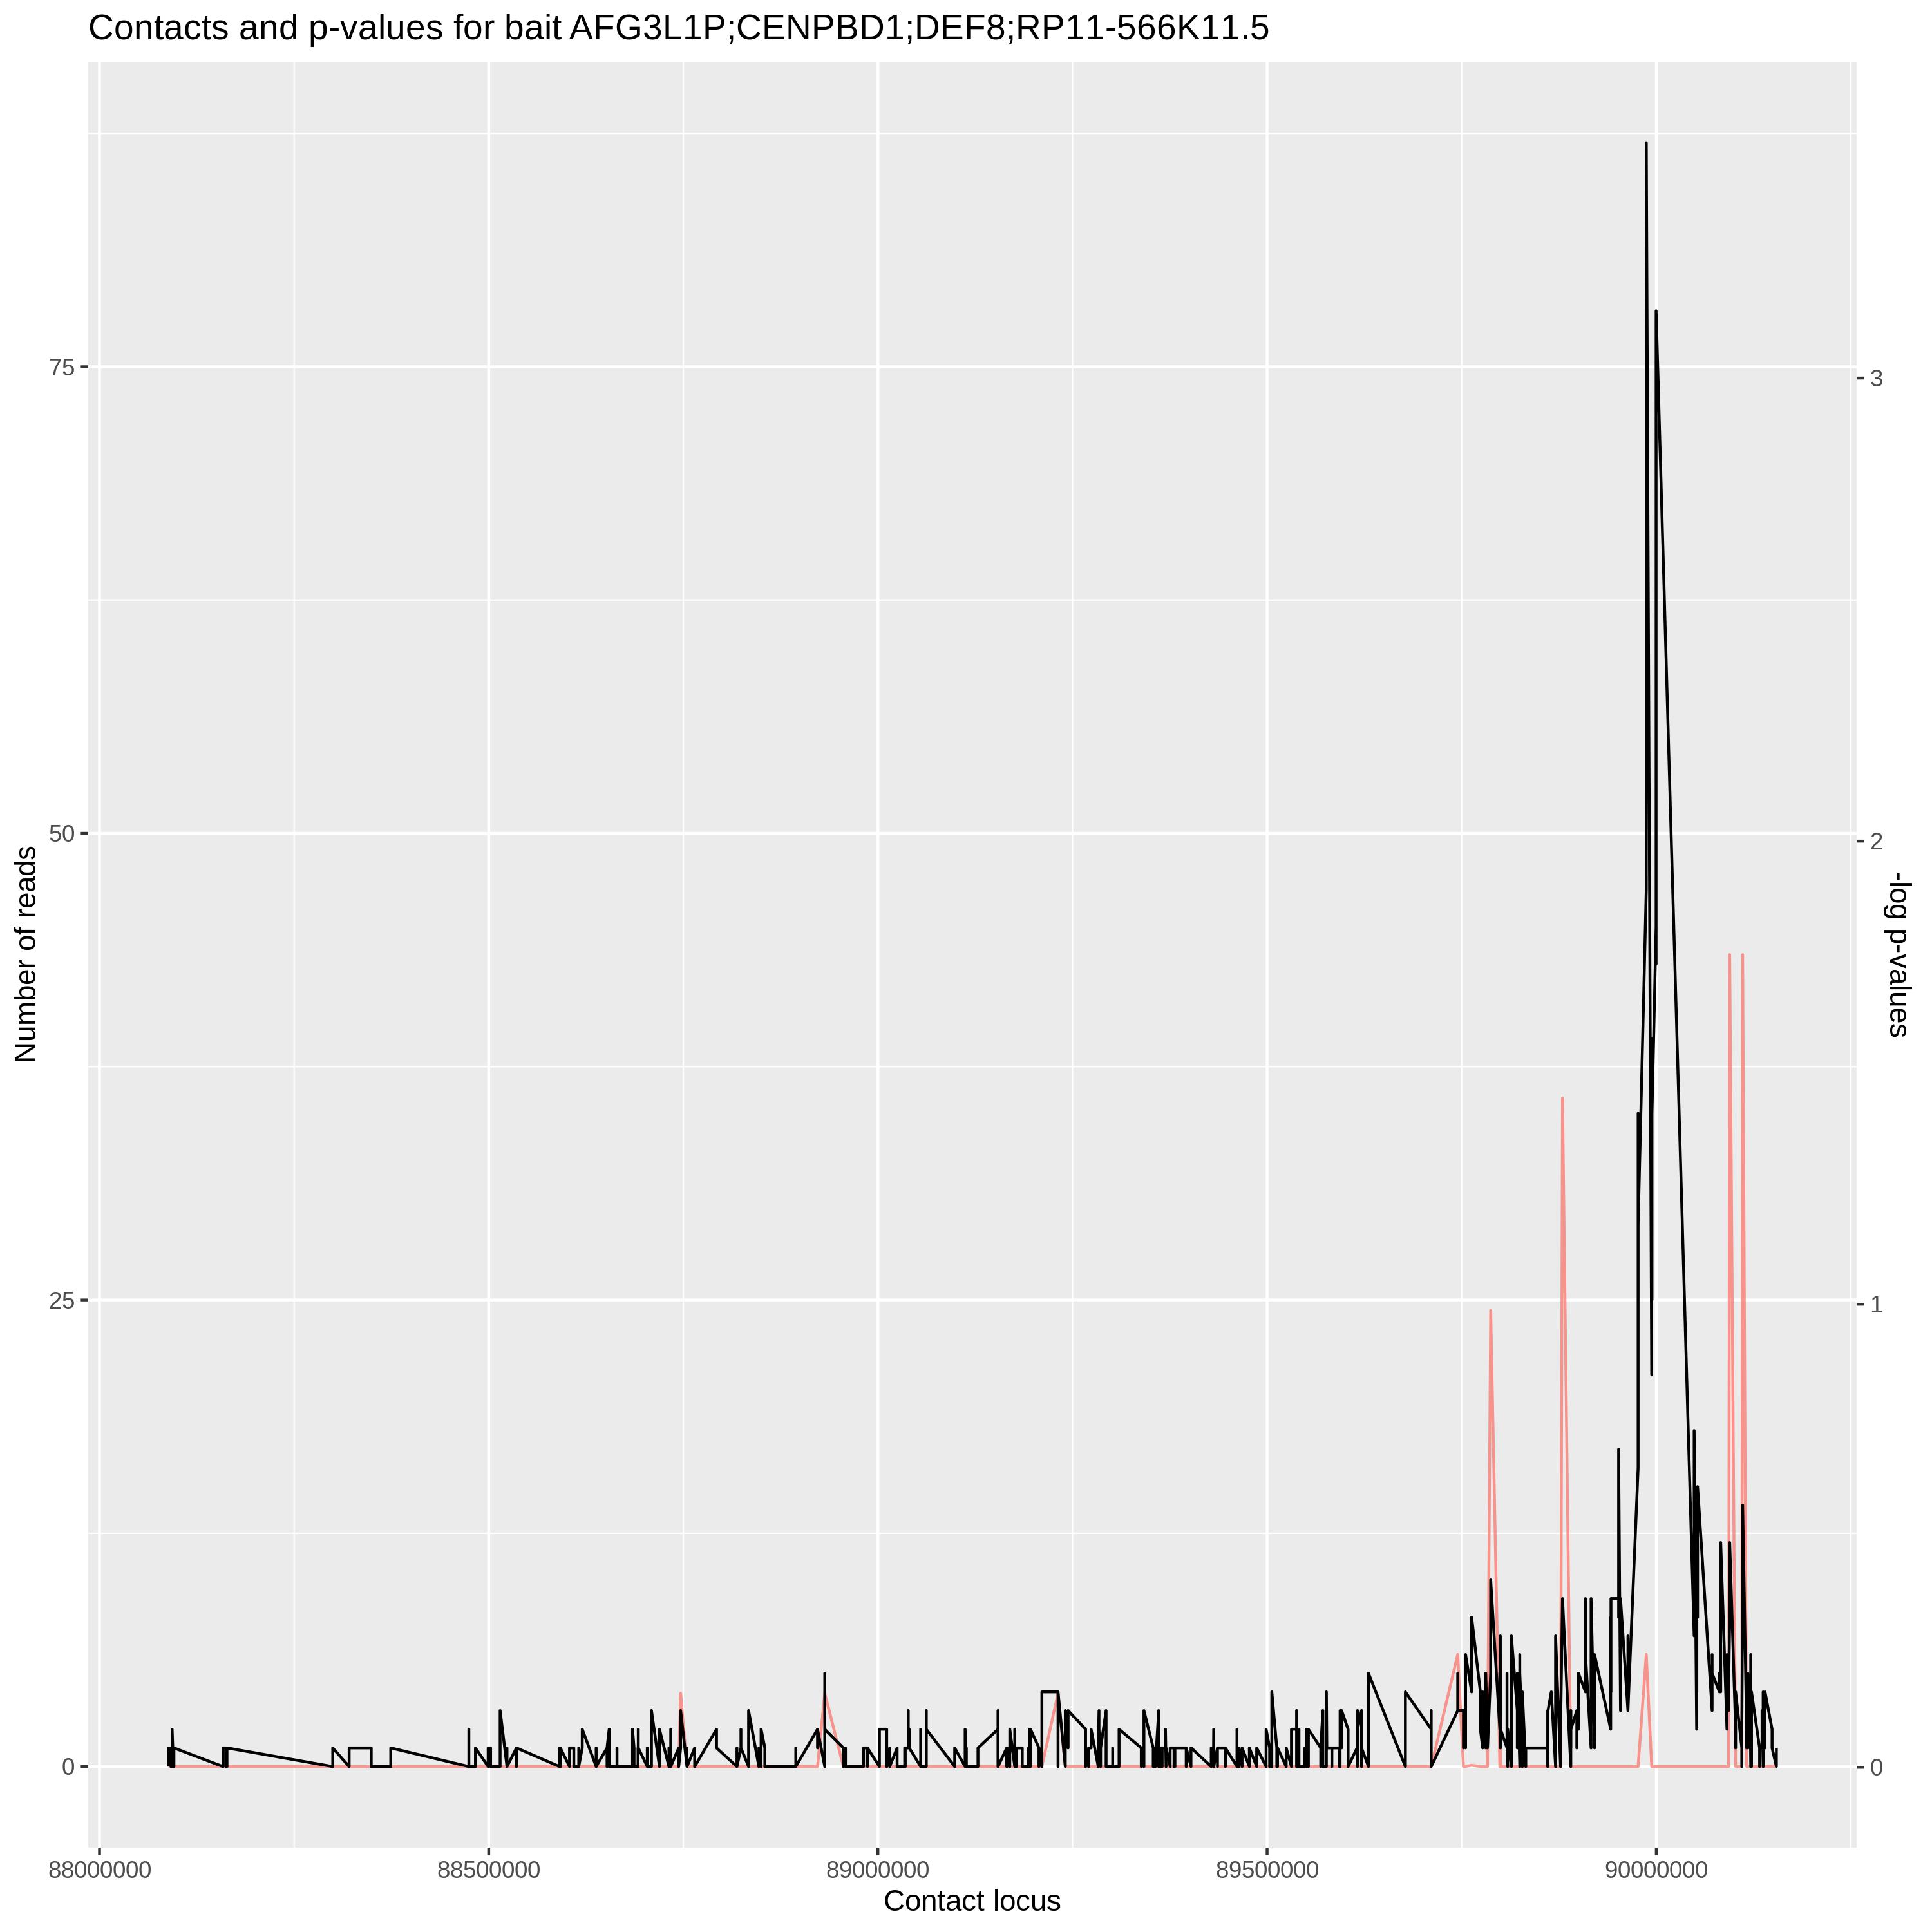 Contacts and p-values for bait AFG3L1P;CENPBD1;DEF8;RP11-566K11.5
75
50
25
0
Number of reads
3
2
1
0
-log p-values
88000000 88500000 89000000 89500000 90000000
Contact locus